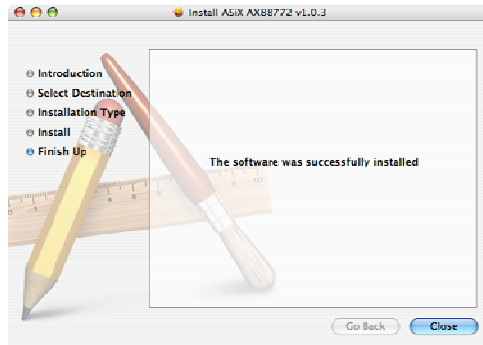 Install ASiX AX88772 v1.0.3
Introduction
Select Destination
Installation Type
Install
Finish Up
The software was successfully installed
Go Back
Close